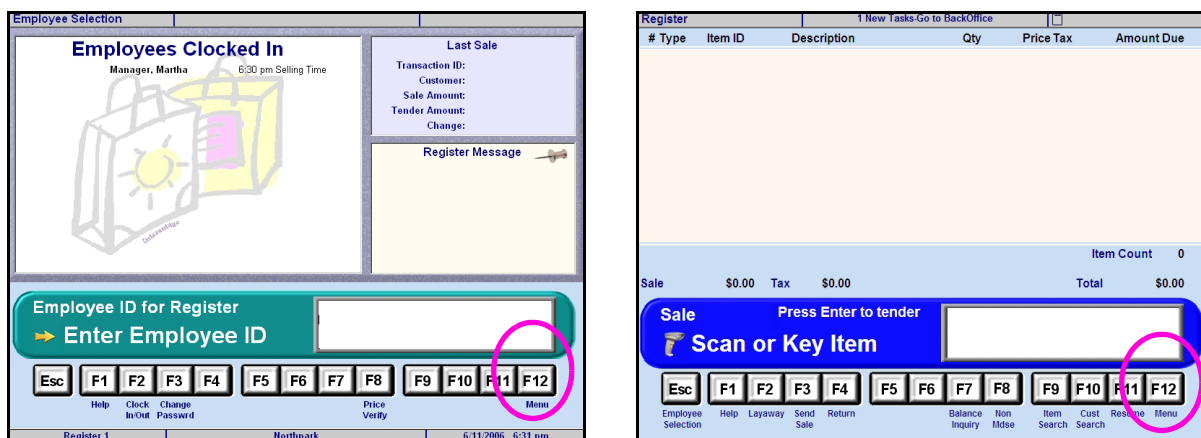 Employee Selection
Employees Clocked In
Manager, Martha 6:30 pm Selling Time
Datavantage
Last Sale
Transaction ID:
Customer:
Sale Amount:
Tender Amount:
Change:
Register Message
Employee ID for Register
Enter Employee ID
Esc F1 F2 F3 F4 F5 F6 F7 F8 F9 F10 F11 F12
Help Clock In/Out Change Passwrd Price Verify Menu
Register 1 Northpark 6/11/2006 6:31 pm
Register 1 New Tasks-Go to BackOffice
# Type Item ID Description Qty Price Tax Amount Due
Item Count 0
Sale $0.00 Tax $0.00 Total $0.00
Sale Press Enter to tender
Scan or Key Item
Esc F1 F2 F3 F4 F5 F6 F7 F8 F9 F10 F11 F12
Employee Selection Help Layaway Send Sale Return Balance Inquiry Non Mdse Item Search Cust Search Resume Menu